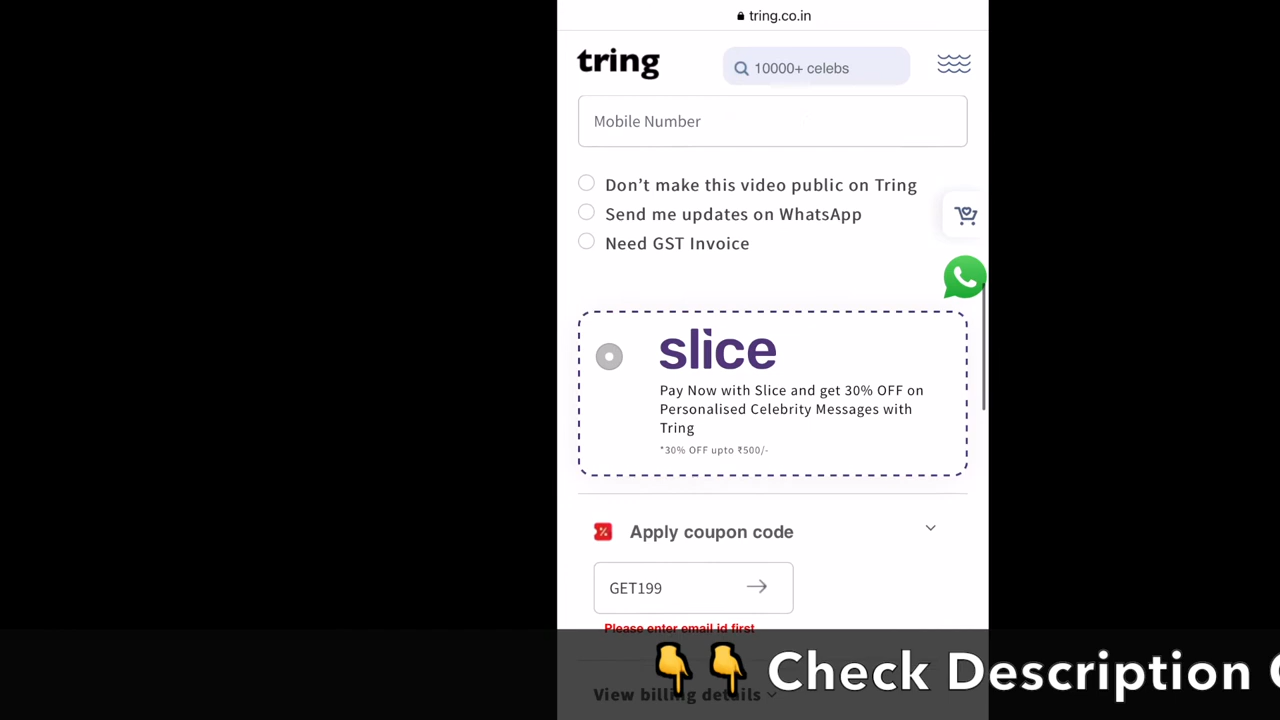 tring.co.in
tring
10000+ celebs
Mobile Number
Don’t make this video public on Tring
Send me updates on WhatsApp
Need GST Invoice
slice
Pay Now with Slice and get 30% OFF on
Personalised Celebrity Messages with
Tring
*30% OFF upto ₹500/-
Apply coupon code
GET199
Please enter email id first
👇👇 Check Description
View billing details